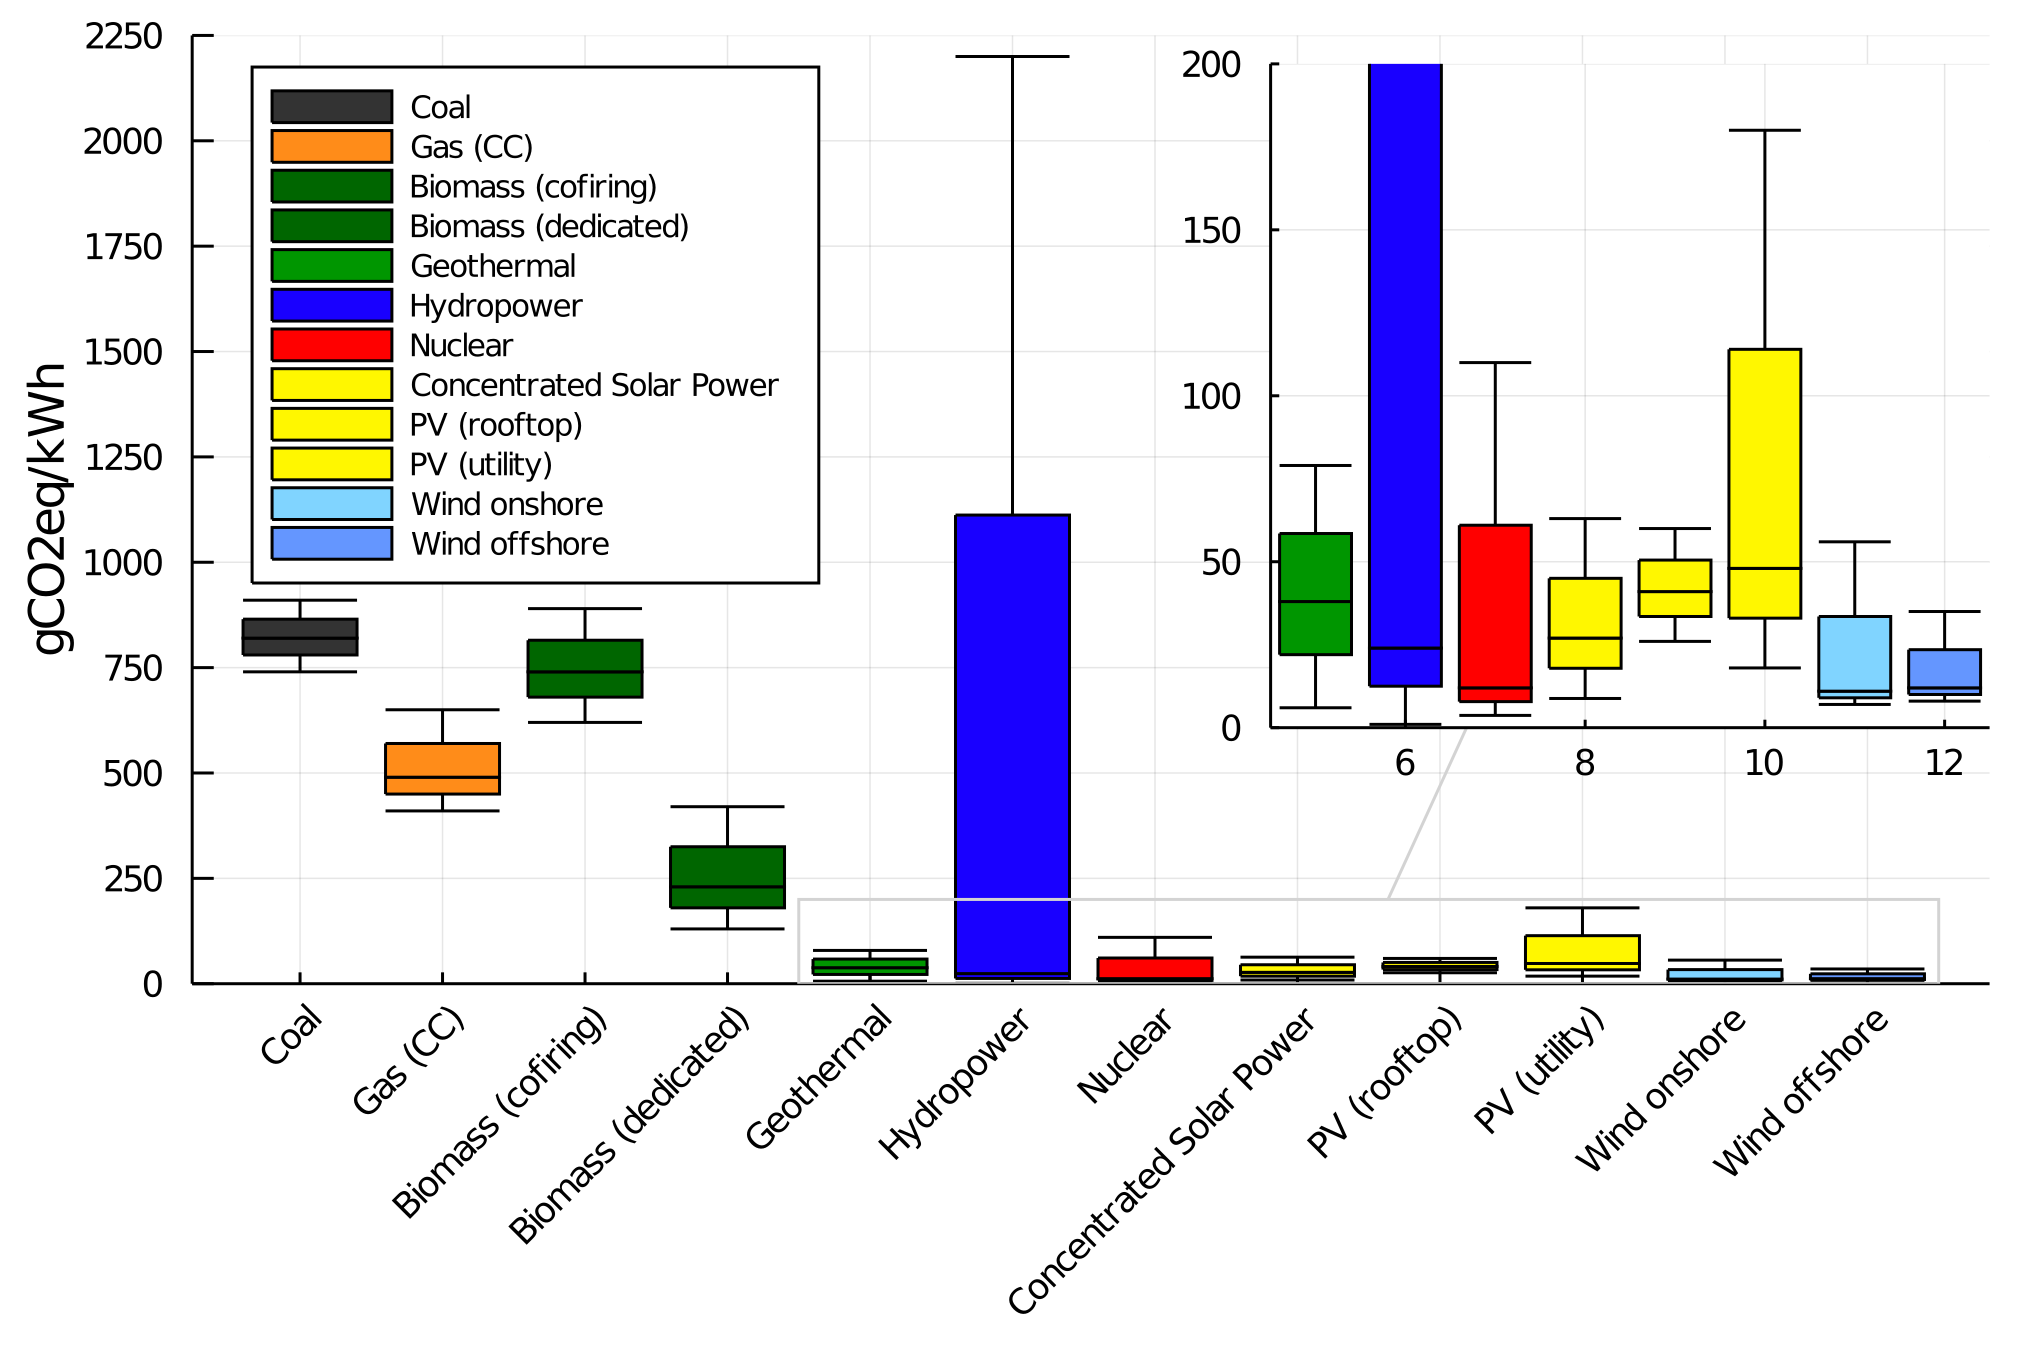 gCO2eq/kWh
2250
2000
1750
1500
1250
1000
750
500
250
0
Coal
Gas (CC)
Biomass (cofiring)
Biomass (dedicated)
Geothermal
Hydropower
Nuclear
Concentrated Solar Power
PV (rooftop)
PV (utility)
Wind onshore
Wind offshore
200
150
100
50
0
6 8 10 12
Coal
Gas (CC)
Biomass (cofiring)
Biomass (dedicated)
Geothermal
Hydropower
Nuclear
Concentrated Solar Power
PV (rooftop)
PV (utility)
Wind onshore
Wind offshore